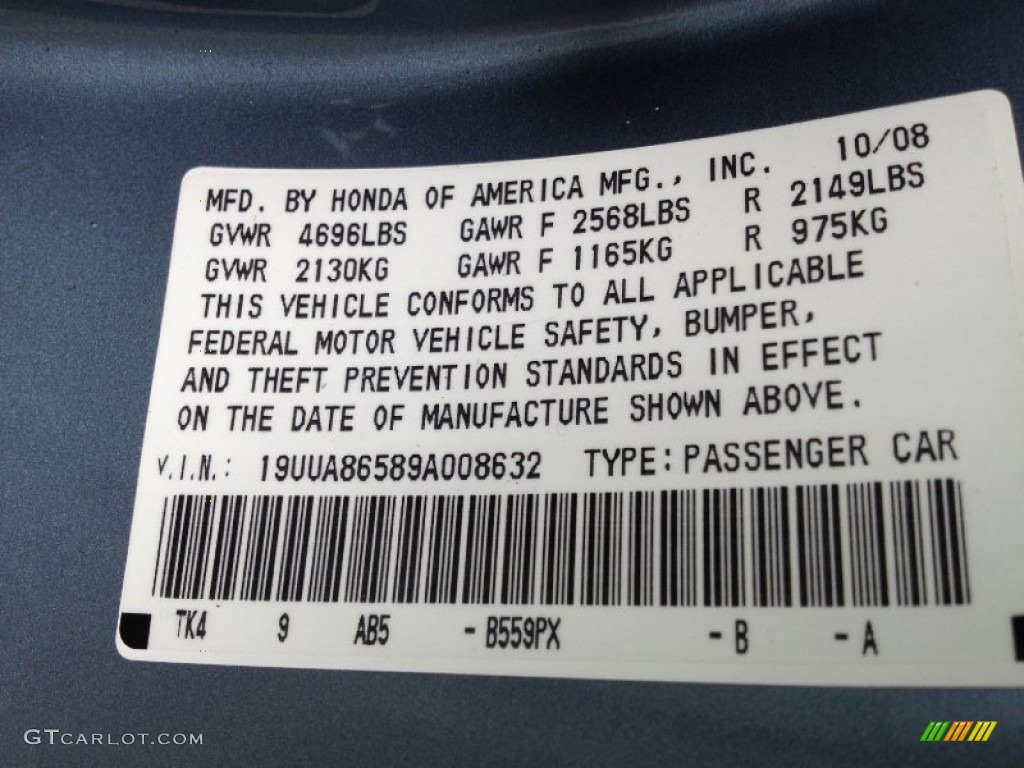 10/08
MFD. BY HONDA OF AMERICA MFG., INC.
GVWR 4696LBS GAWR F 2568LBS R 2149LBS
GVWR 2130KG GAWR F 1165KG R 975KG
THIS VEHICLE CONFORMS TO ALL APPLICABLE
FEDERAL MOTOR VEHICLE SAFETY, BUMPER,
AND THEFT PREVENTION STANDARDS IN EFFECT
ON THE DATE OF MANUFACTURE SHOWN ABOVE.
V.I.N.: 19UUA86589A008632 TYPE:PASSENGER CAR
TK4 9 AB5 -B559PX -B -A
GTCARLOT.COM